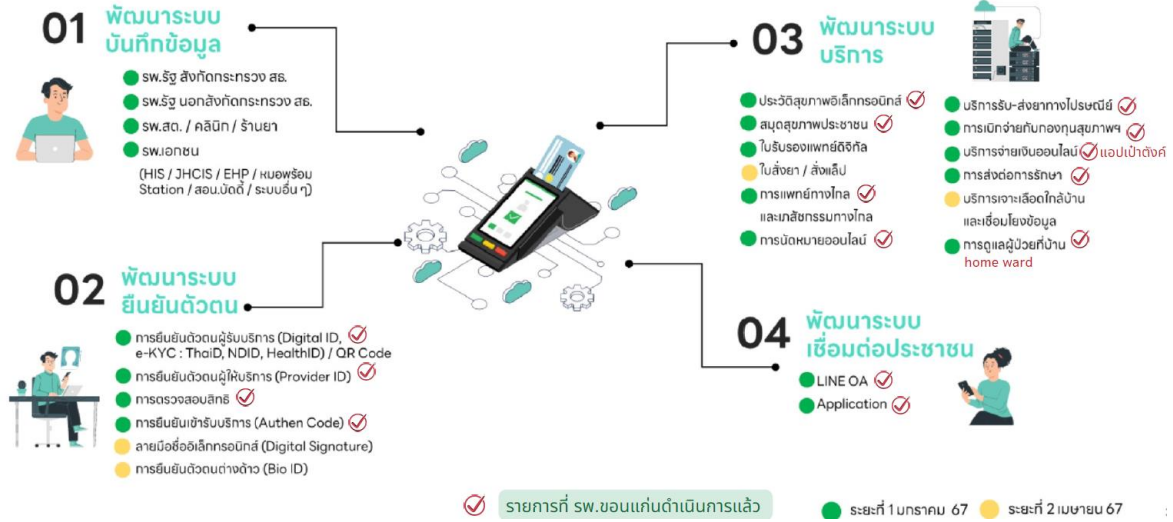 01 พัฒนาระบบ
บันทึกข้อมูล
รพ.รัฐ สังกัดกระทรวง สธ.
รพ.รัฐ นอกสังกัดกระทรวง สธ.
รพ.สต. / คลินิก / ร้านยา
รพ.เอกชน
(HIS / JHCIS / EHP / หมอพร้อม
Station / สอน.บัดดี้ / ระบบอื่น ๆ)
02 พัฒนาระบบ
ยืนยันตัวตน
การยืนยันตัวตนผู้รับบริการ (Digital ID,
e-KYC : ThaiD, NDID, HealthID) / QR Code
การยืนยันตัวตนผู้ให้บริการ (Provider ID)
การตรวจสอบสิทธิ
การยืนยันเข้ารับบริการ (Authen Code)
ลายมือชื่ออิเล็กทรอนิกส์ (Digital Signature)
การยืนยันตัวตนต่างด้าว (Bio ID)
03 พัฒนาระบบ
บริการ
ประวัติสุขภาพอิเล็กทรอนิกส์
สมุดสุขภาพประชาชน
ใบรับรองแพทย์ดิจิทัล
ใบสั่งยา / สั่งแล็ป
การแพทย์ทางไกล
และเภสัชกรรมทางไกล
การนัดหมายออนไลน์
บริการรับ-ส่งยาทางไปรษณีย์
การเบิกจ่ายกับกองทุนสุขภาพฯ
บริการจ่ายเงินออนไลน์ แอปเป๋าตังค์
การส่งต่อการรักษา
บริการเจาะเลือดใกล้บ้าน
และเชื่อมโยงข้อมูล
การดูแลผู้ป่วยที่บ้าน
home ward
04 พัฒนาระบบ
เชื่อมต่อประชาชน
LINE OA
Application
รายการที่ รพ.ขอนแก่นดำเนินการแล้ว
ระยะที่ 1 มกราคม 67 ระยะที่ 2 เมษายน 67